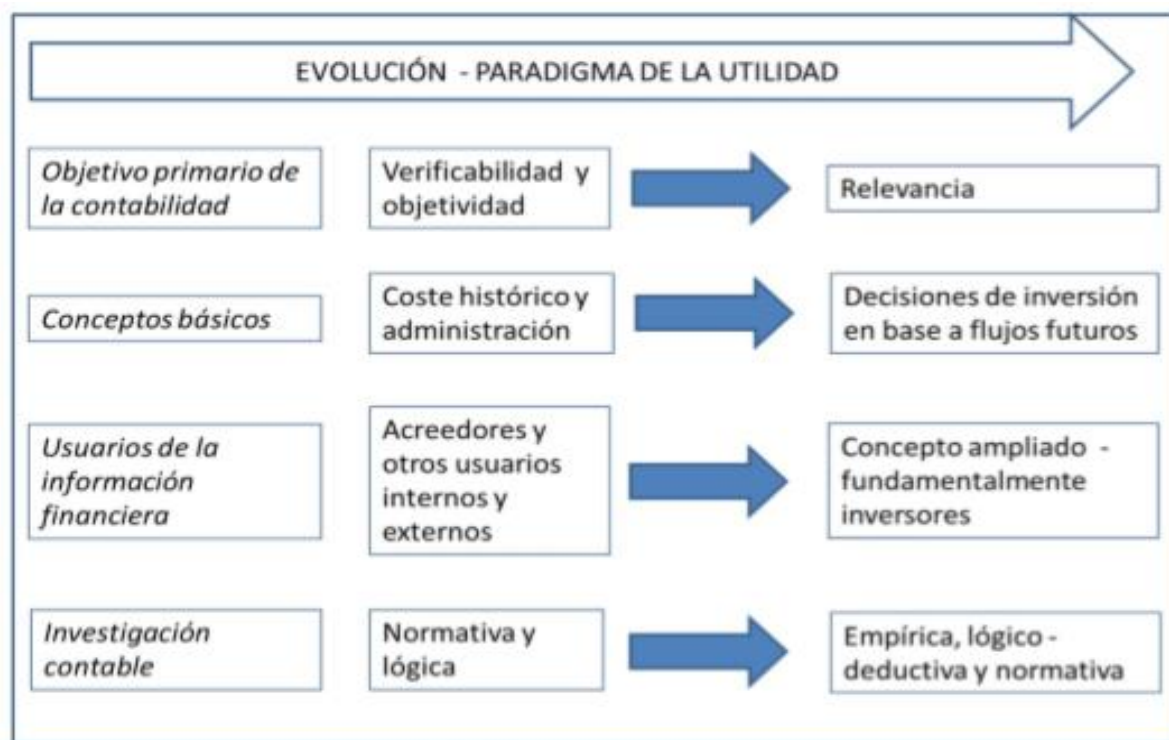 EVOLUCIÓN - PARADIGMA DE LA UTILIDAD
Objetivo primario de
la contabilidad
Verificabilidad y
objetividad
Relevancia
Conceptos básicos
Coste histórico y
administración
Decisiones de inversión
en base a flujos futuros
Usuarios de la
información
financiera
Acreedores y
otros usuarios
internos y
externos
Concepto ampliado -
fundamentalmente
inversores
Investigación
contable
Normativa y
lógica
Empírica, lógico -
deductiva y normativa